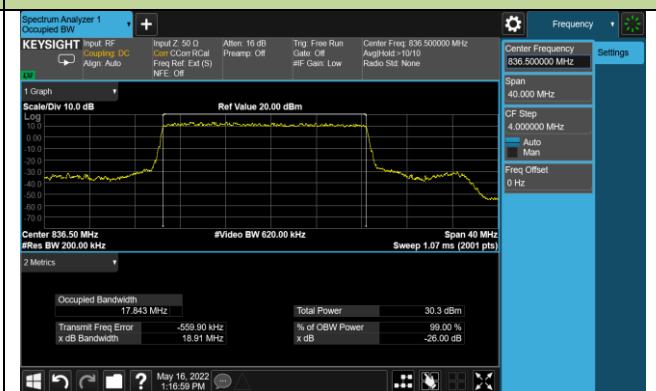 Spectrum Analyzer 1
Occupied BW
Frequency
KEYSIGHT
Input: RF
Coupling: DC
Align: Auto
Input Z: 50 Ω
Corr CCorr RCal
Freq Ref: Ext (S)
NFE: Off
Atten: 16 dB
Preamp: Off
Trig: Free Run
Gate: Off
#IF Gain: Low
Center Freq: 836.500000 MHz
Avg|Hold:>10/10
Radio Std: None
Center Frequency
836.500000 MHz
Settings
Span
40.000 MHz
CF Step
4.000000 MHz
Auto
Man
Freq Offset
0 Hz
1 Graph
Scale/Div 10.0 dB
Ref Value 20.00 dBm
Log
10.0
0.00
-10.0
-20.0
-30.0
-40.0
-50.0
-60.0
-70.0
Center 836.50 MHz
#Video BW 620.00 kHz
Span 40 MHz
#Res BW 200.00 kHz
Sweep 1.07 ms (2001 pts)
2 Metrics
Occupied Bandwidth
17.843 MHz
Total Power
30.3 dBm
Transmit Freq Error
-559.90 kHz
% of OBW Power
99.00 %
x dB Bandwidth
18.91 MHz
x dB
-26.00 dB
?
May 16, 2022
1:16:59 PM